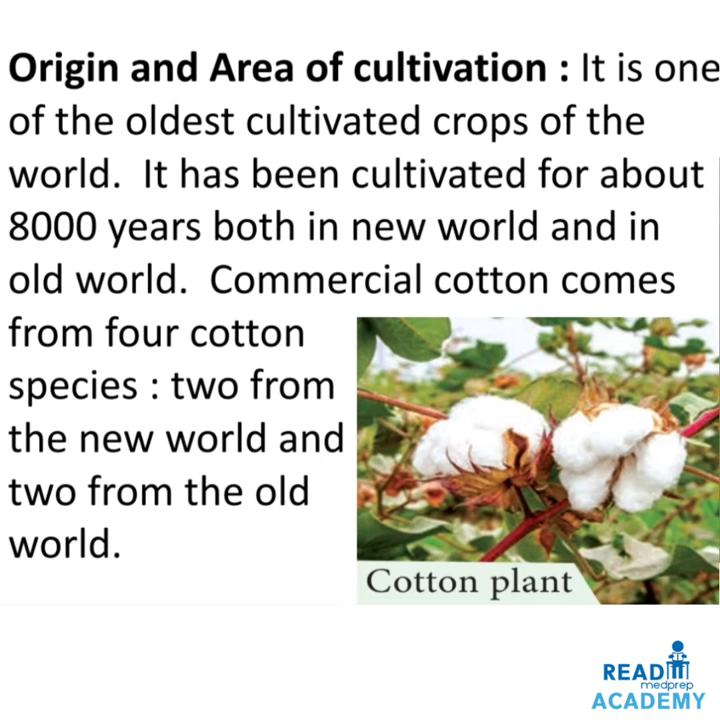 Origin and Area of cultivation : It is one
of the oldest cultivated crops of the
world. It has been cultivated for about
8000 years both in new world and in
old world. Commercial cotton comes
from four cotton
species : two from
the new world and
two from the old
world.
Cotton plant
READ
medprep
ACADEMY